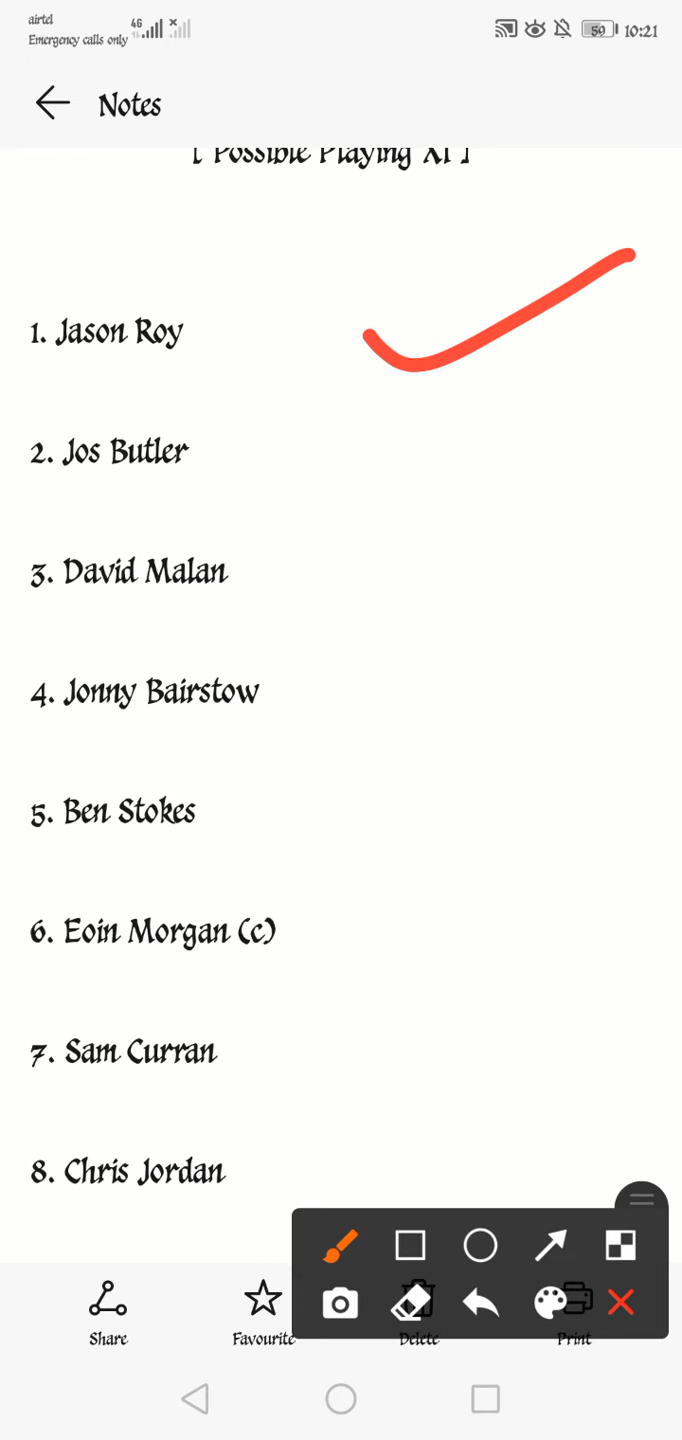 airtel
Emergency calls only
4G
59
10:21
Notes
[ Possible Playing XI ]
1. Jason Roy
2. Jos Butler
3. David Malan
4. Jonny Bairstow
5. Ben Stokes
6. Eoin Morgan (c)
7. Sam Curran
8. Chris Jordan
Share
Favourite
Delete
Print